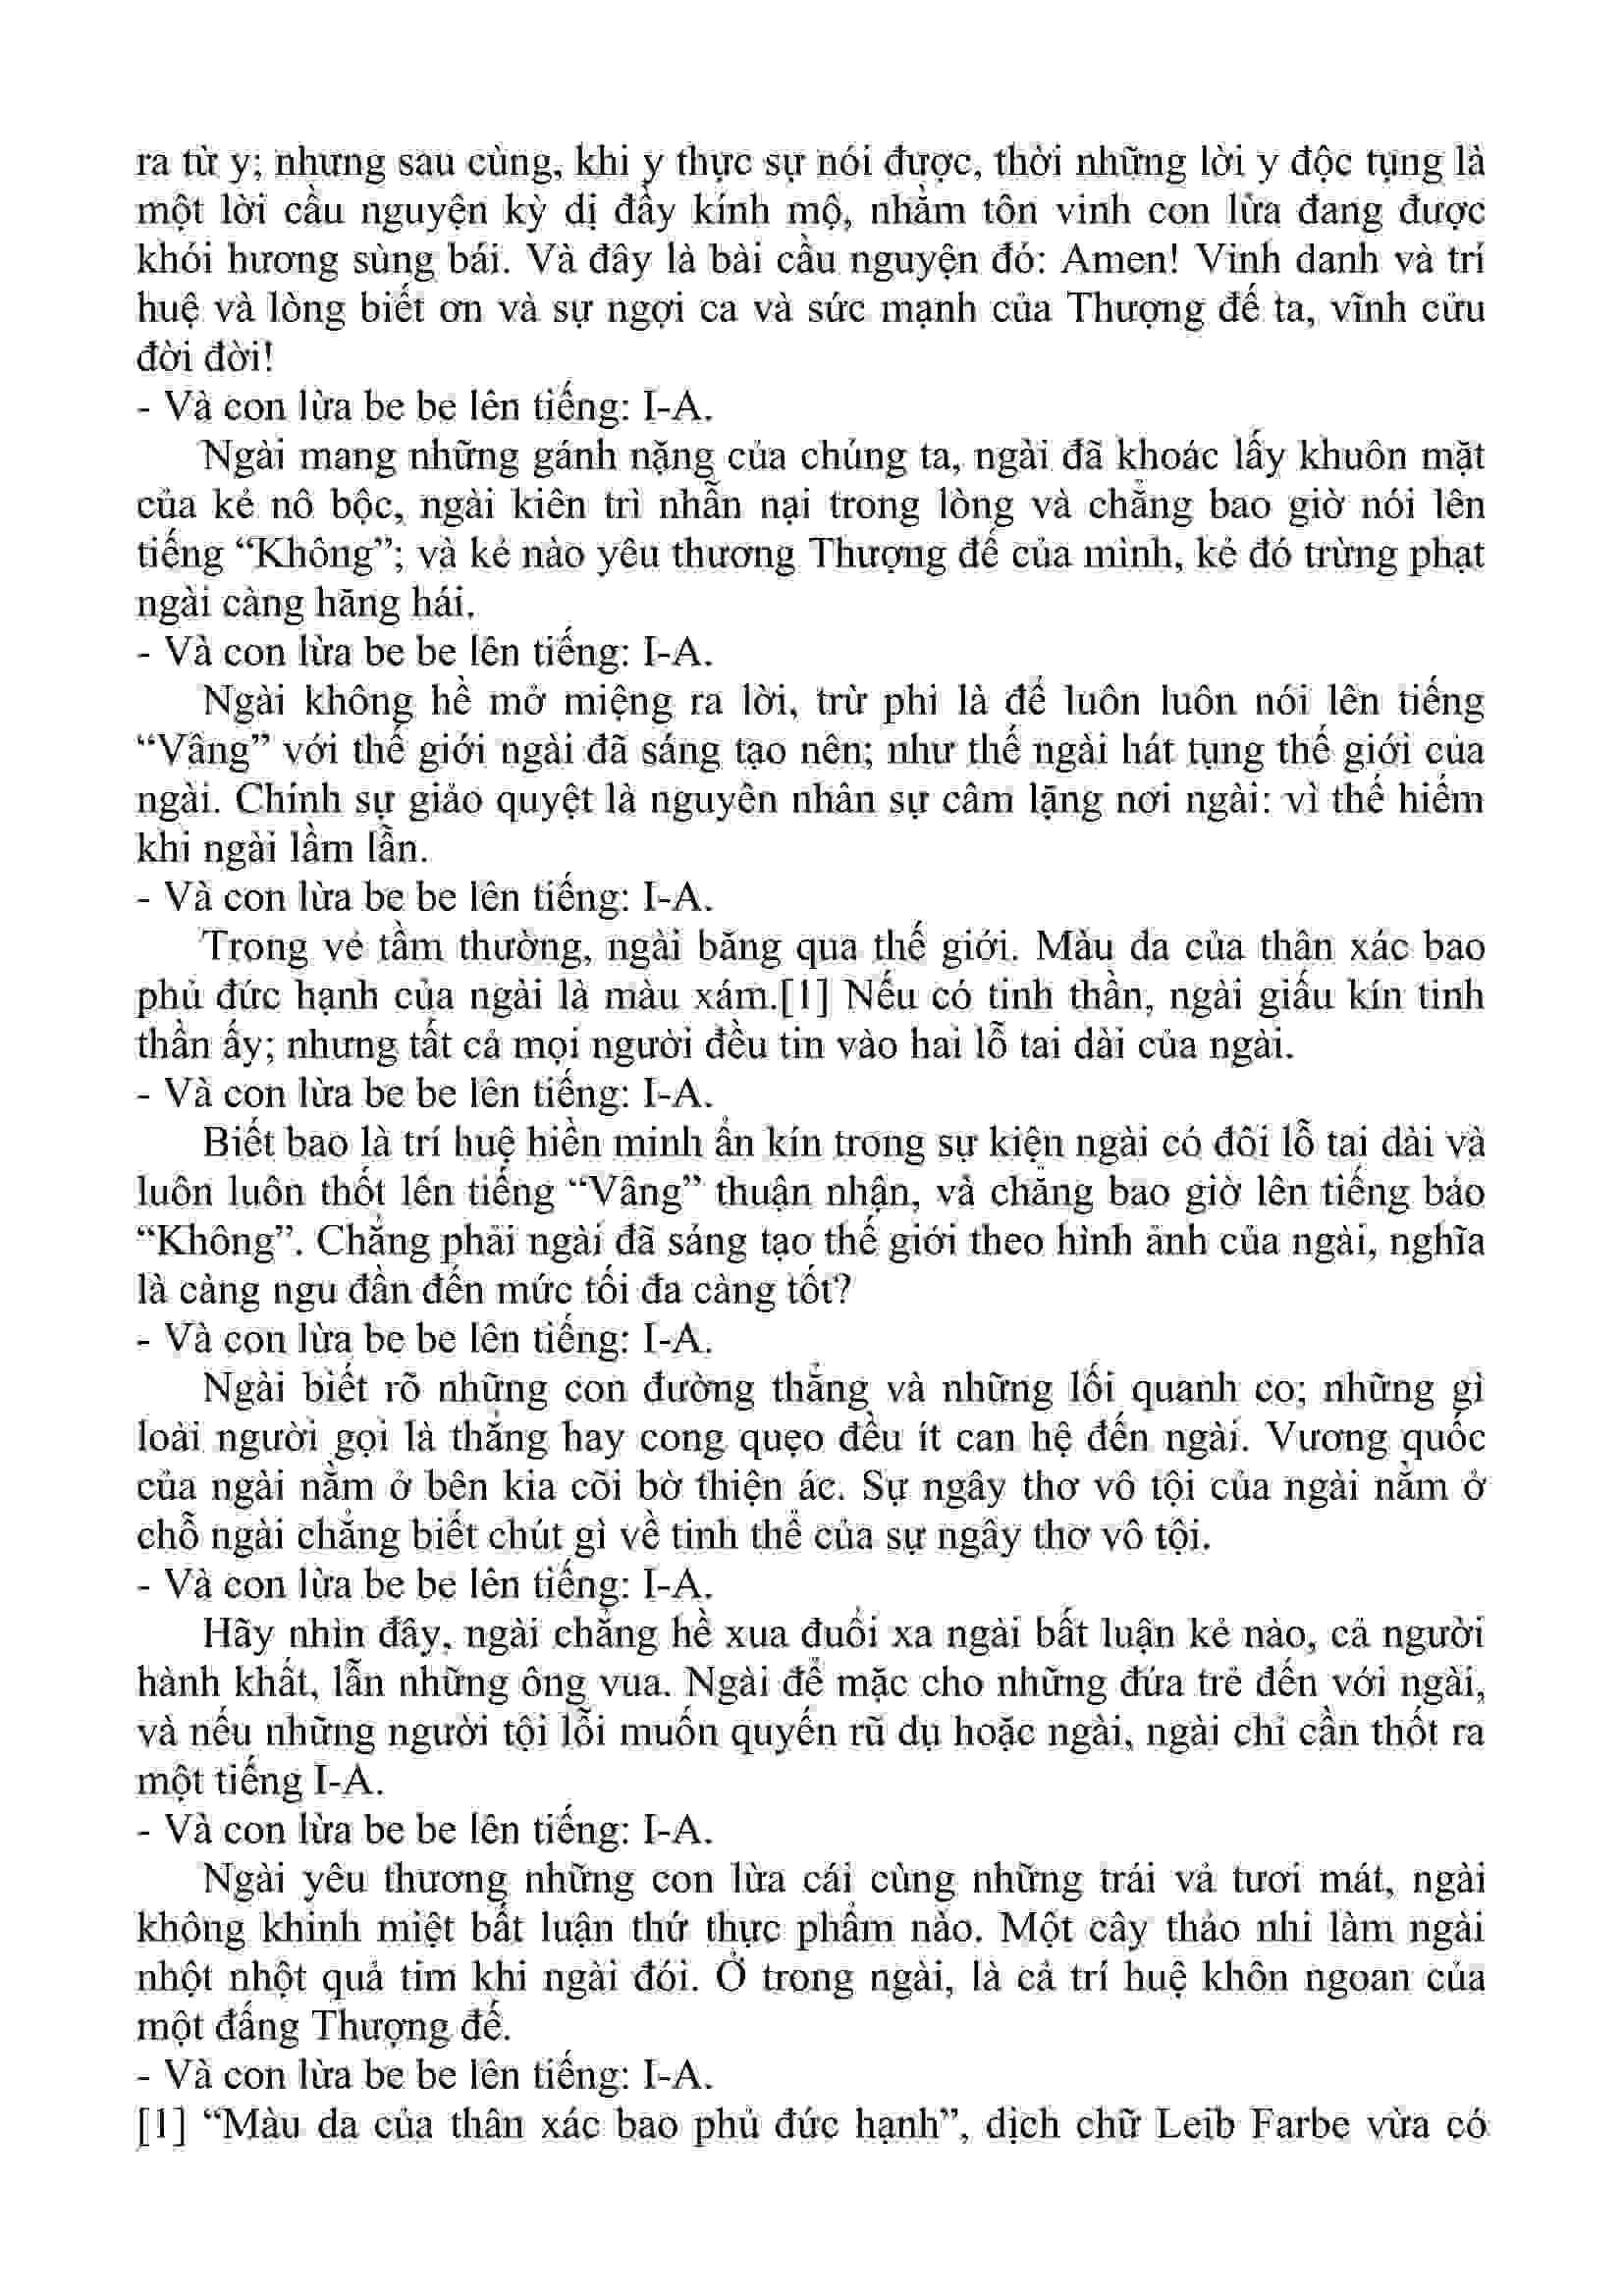 ra từ y; nhưng sau cùng, khi y thực sự nói được, thời những lời y độc tụng là
một lời cầu nguyện kỳ dị đầy kính mộ, nhằm tôn vinh con lừa đang được
khói hương sùng bái. Và đây là bài cầu nguyện đó: Amen! Vinh danh và trí
huệ và lòng biết ơn và sự ngợi ca và sức mạnh của Thượng đế ta, vĩnh cửu
đời đời!
- Và con lừa be be lên tiếng: I-A.
Ngài mang những gánh nặng của chúng ta, ngài đã khoác lấy khuôn mặt
của kẻ nô bộc, ngài kiên trì nhẫn nại trong lòng và chẳng bao giờ nói lên
tiếng “Không”; và kẻ nào yêu thương Thượng đế của mình, kẻ đó trừng phạt
ngài càng hăng hái.
- Và con lừa be be lên tiếng: I-A.
Ngài không hề mở miệng ra lời, trừ phi là để luôn luôn nói lên tiếng
“Vâng” với thế giới ngài đã sáng tạo nên; như thế ngài hát tụng thế giới của
ngài. Chính sự giảo quyệt là nguyên nhân sự câm lặng nơi ngài: vì thế hiếm
khi ngài lầm lẫn.
- Và con lừa be be lên tiếng: I-A.
Trong vẻ tầm thường, ngài băng qua thế giới. Màu da của thân xác bao
phủ đức hạnh của ngài là màu xám.[1] Nếu có tinh thần, ngài giấu kín tinh
thần ấy; nhưng tất cả mọi người đều tin vào hai lỗ tai dài của ngài.
- Và con lừa be be lên tiếng: I-A.
Biết bao là trí huệ hiền minh ẩn kín trong sự kiện ngài có đôi lỗ tai dài và
luôn luôn thốt lên tiếng “Vâng” thuận nhận, và chẳng bao giờ lên tiếng bảo
“Không”. Chẳng phải ngài đã sáng tạo thế giới theo hình ảnh của ngài, nghĩa
là càng ngu đần đến mức tối đa càng tốt?
- Và con lừa be be lên tiếng: I-A.
Ngài biết rõ những con đường thẳng và những lối quanh co; những gì
loài người gọi là thẳng hay cong quẹo đều ít can hệ đến ngài. Vương quốc
của ngài nằm ở bên kia cõi bờ thiện ác. Sự ngây thơ vô tội của ngài nằm ở
chỗ ngài chẳng biết chút gì về tinh thể của sự ngây thơ vô tội.
- Và con lừa be be lên tiếng: I-A.
Hãy nhìn đây, ngài chẳng hề xua đuổi xa ngài bất luận kẻ nào, cả người
hành khất, lẫn những ông vua. Ngài để mặc cho những đứa trẻ đến với ngài,
và nếu những người tội lỗi muốn quyến rũ dụ hoặc ngài, ngài chỉ cần thốt ra
một tiếng I-A.
- Và con lừa be be lên tiếng: I-A.
Ngài yêu thương những con lừa cái cùng những trái vả tươi mát, ngài
không khinh miệt bất luận thứ thực phẩm nào. Một cây thảo nhi làm ngài
nhột nhột quả tim khi ngài đói. Ở trong ngài, là cả trí huệ khôn ngoan của
một đấng Thượng đế.
- Và con lừa be be lên tiếng: I-A.
[1] “Màu da của thân xác bao phủ đức hạnh”, dịch chữ Leib Farbe vừa có